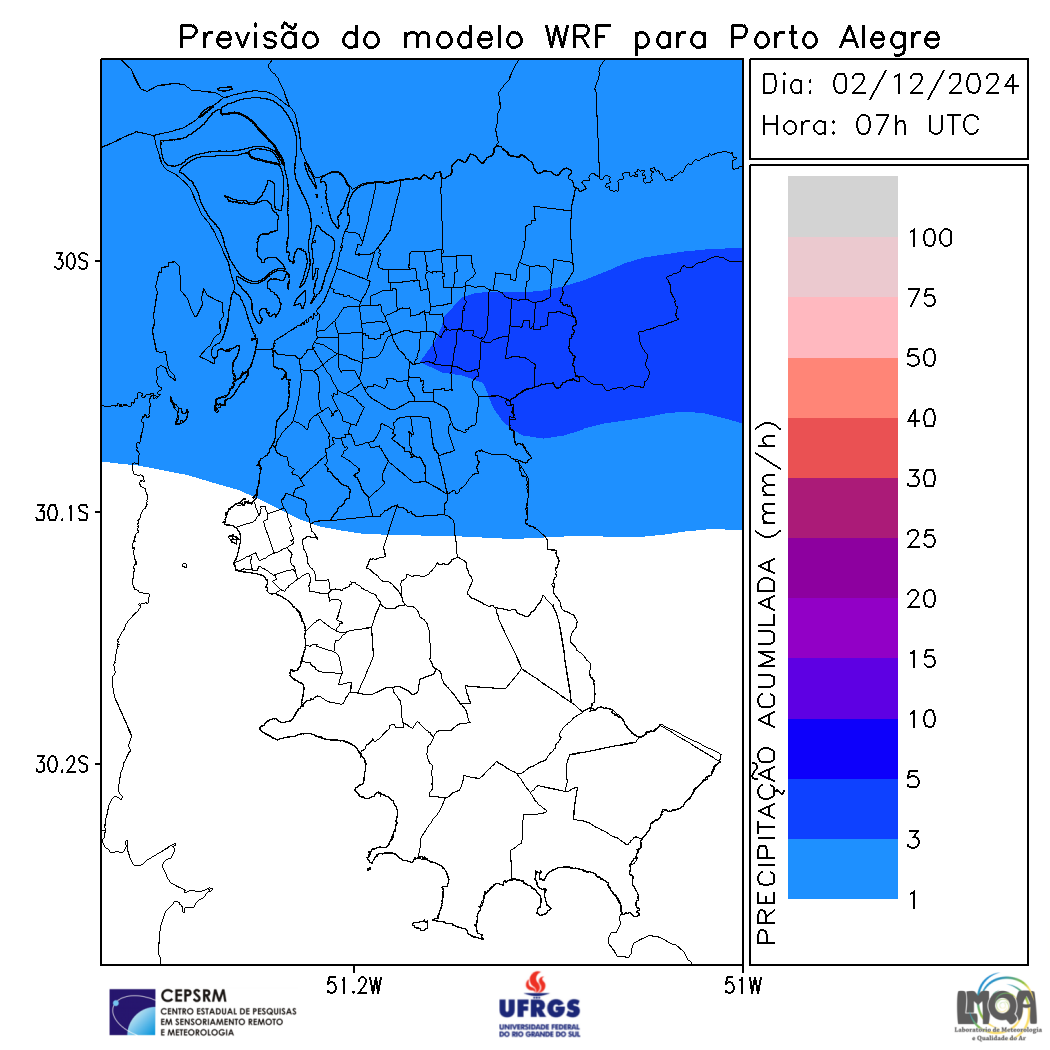 Previsão do modelo WRF para Porto Alegre
Dia: 02/12/2024
Hora: 07h UTC
30S
30.1S
30.2S
51.2W
51W
PRECIPITAÇÃO ACUMULADA (mm/h)
100
75
50
40
30
25
20
15
10
5
3
1
CEPSRM
CENTRO ESTADUAL DE PESQUISAS
EM SENSORIAMENTO REMOTO
E METEOROLOGIA
UFRGS
UNIVERSIDADE FEDERAL
DO RIO GRANDE DO SUL
LMQA
Laboratório de Meteorologia
e Qualidade do Ar